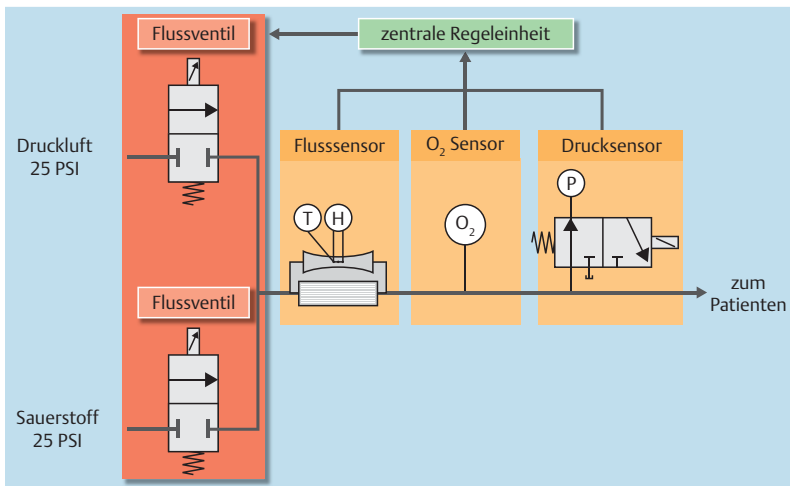 Flussventil
zentrale Regeleinheit
Druckluft
25 PSI
Flusssensor
O₂ Sensor
Drucksensor
P
T
H
O₂
Flussventil
zum
Patienten
Sauerstoff
25 PSI